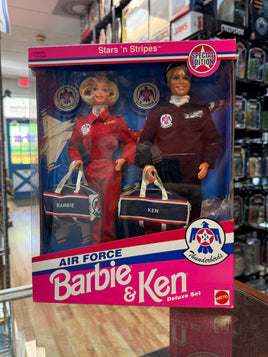 Stars 'n Stripes
SPECIAL
EDITION
BARBIE
KEN
AIR FORCE
Barbie
& Ken
Deluxe Set
Thunderbirds
MATTEL